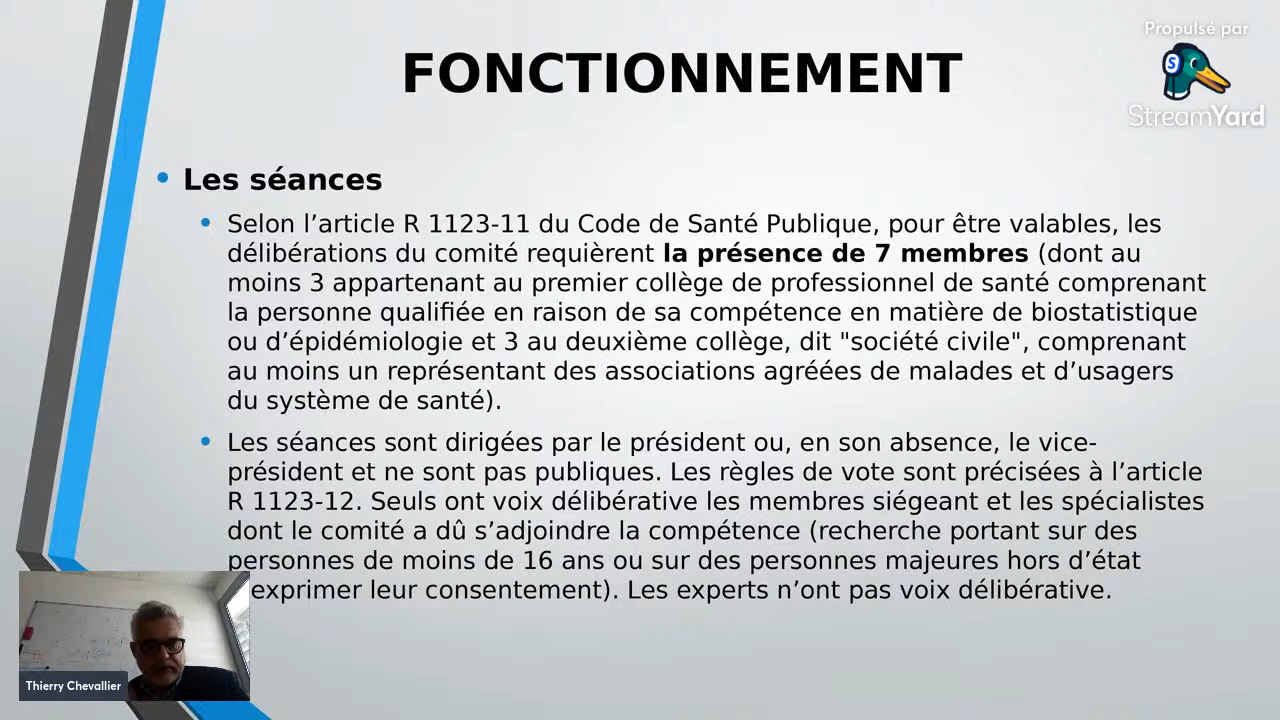 Propulsé par
S
StreamYard
FONCTIONNEMENT
• Les séances
• Selon l’article R 1123-11 du Code de Santé Publique, pour être valables, les
délibérations du comité requièrent la présence de 7 membres (dont au
moins 3 appartenant au premier collège de professionnel de santé comprenant
la personne qualifiée en raison de sa compétence en matière de biostatistique
ou d’épidémiologie et 3 au deuxième collège, dit "société civile", comprenant
au moins un représentant des associations agréées de malades et d’usagers
du système de santé).
• Les séances sont dirigées par le président ou, en son absence, le vice-
président et ne sont pas publiques. Les règles de vote sont précisées à l’article
R 1123-12. Seuls ont voix délibérative les membres siégeant et les spécialistes
dont le comité a dû s’adjoindre la compétence (recherche portant sur des
personnes de moins de 16 ans ou sur des personnes majeures hors d’état
exprimer leur consentement). Les experts n’ont pas voix délibérative.
Thierry Chevallier